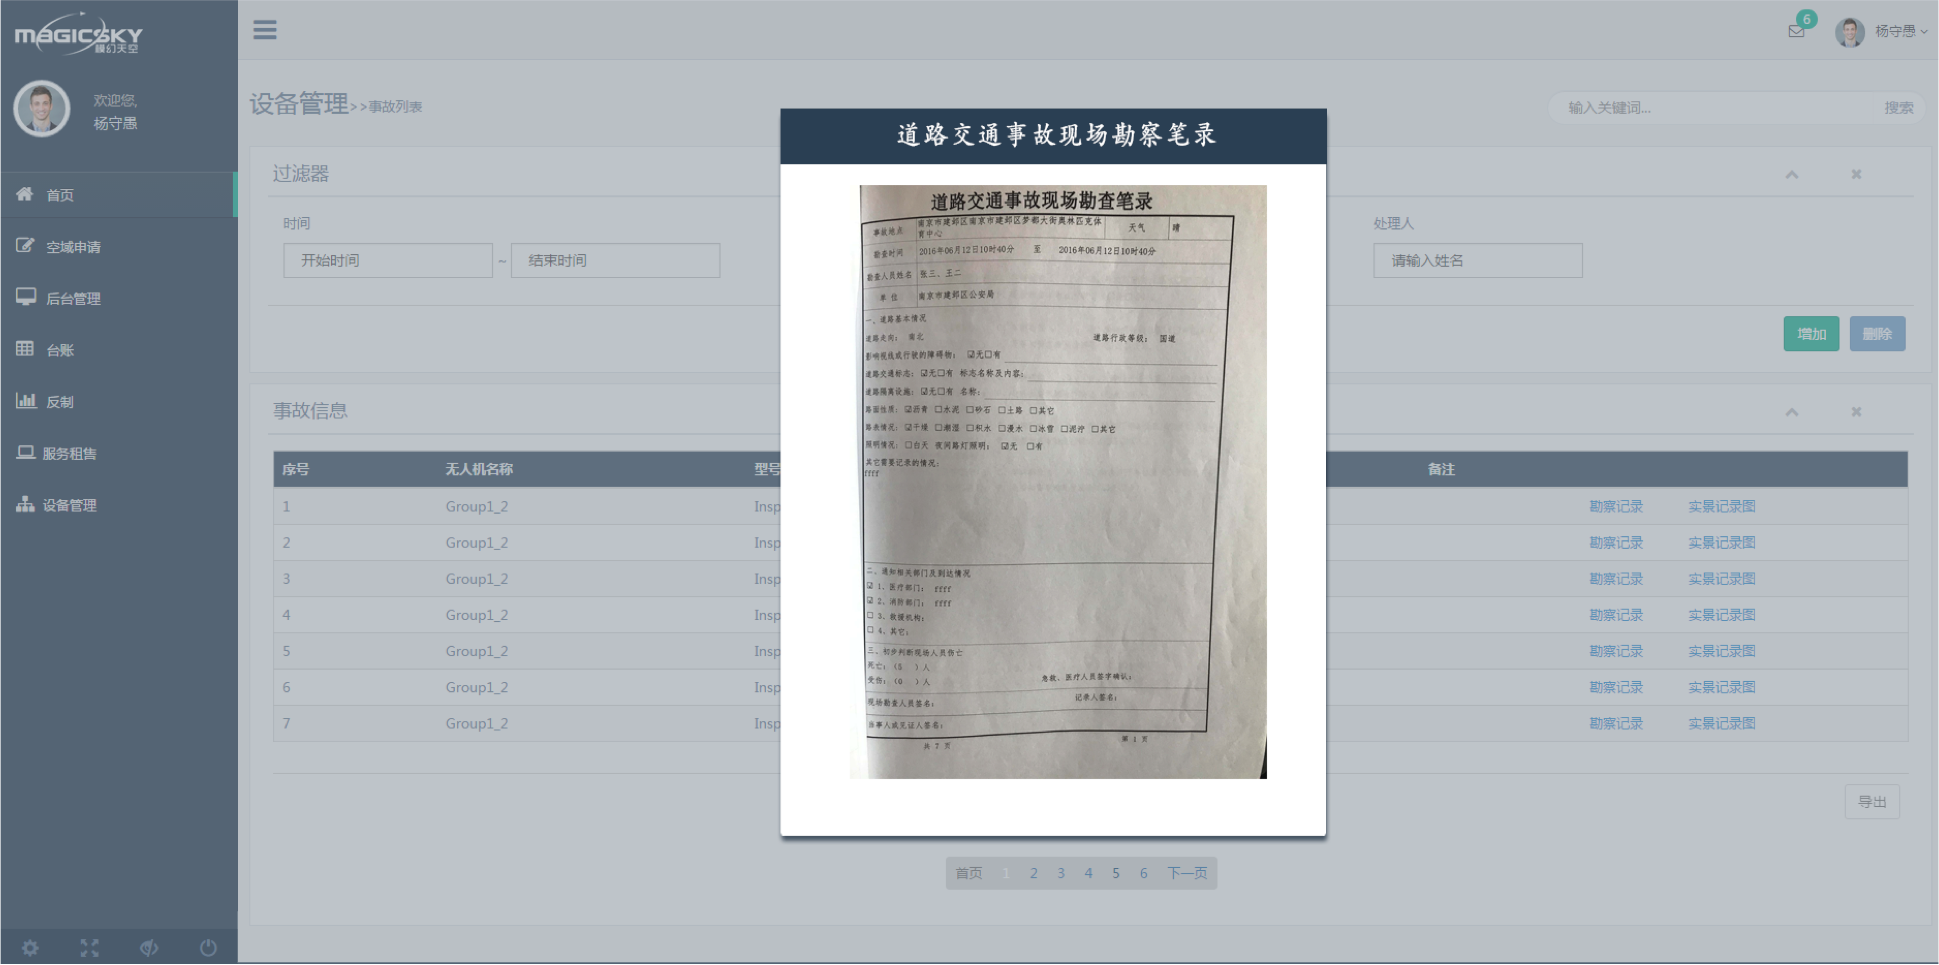 MAGICSKY
模幻天空
欢迎您,
杨守愚
首页
空域申请
后台管理
台账
反制
服务租售
设备管理
6
杨守愚
设备管理>>事故列表
输入关键词...
搜索
过滤器
时间
开始时间 ~ 结束时间
处理人
请输入姓名
增加 删除
事故信息
序号 无人机名称 型号 备注
1 Group1_2 Insp 勘察记录 实景记录图
2 Group1_2 Insp 勘察记录 实景记录图
3 Group1_2 Insp 勘察记录 实景记录图
4 Group1_2 Insp 勘察记录 实景记录图
5 Group1_2 Insp 勘察记录 实景记录图
6 Group1_2 Insp 勘察记录 实景记录图
7 Group1_2 Insp 勘察记录 实景记录图
导出
首页 1 2 3 4 5 6 下一页
道路交通事故现场勘察笔录
道路交通事故现场勘查笔录
事故地点 南京市建邺区南京市建邺区梦都大街奥林匹克体
育中心
天气 晴
勘查时间 2016年06月12日10时40分 至 2016年06月12日10时40分
勘查人员姓名 张三、王二
单 位 南京市建邺区公安局
一、道路基本情况
道路走向: 南北 道路行政等级: 国道
影响视线或行驶的障碍物: ☑无☐有
道路交通标志: ☑无☐有 标志名称及内容:
道路隔离设施: ☑无☐有 名称:
路面性质: ☑沥青 ☐水泥 ☐砂石 ☐土路 ☐其它
路表情况: ☑干燥 ☐潮湿 ☐积水 ☐漫水 ☐冰雪 ☐泥泞 ☐其它
照明情况: ☐白天 夜间路灯照明: ☑无 ☐有
其它需要记录的情况:
ffff
二、通知相关部门及到达情况
☑ 1、医疗部门: ffff
☑ 2、消防部门: ffff
☐ 3、救援机构:
☐ 4、其它:
三、初步判断现场人员伤亡
死亡: ( ) 人
受伤: (0 ) 人 急救、医疗人员签字确认:
现场勘查人员签名: 记录人签名:
当事人或见证人签名:
共 7 页 第 1 页